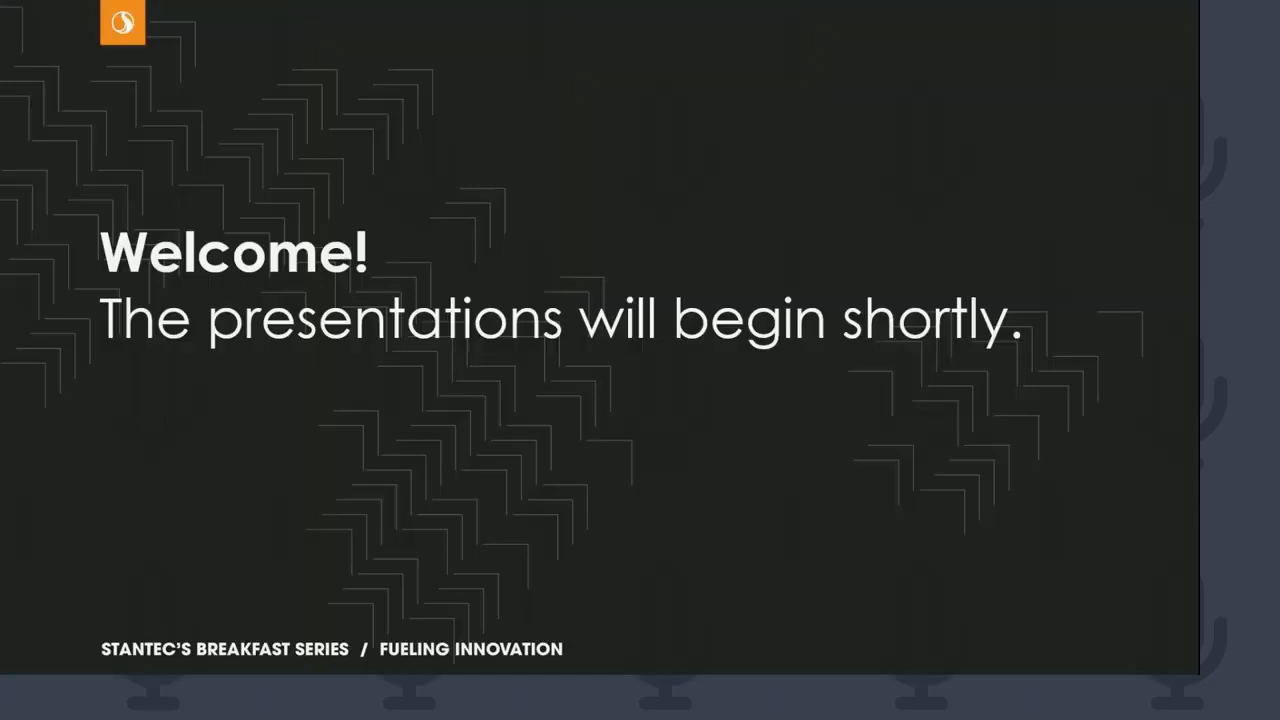 Welcome!
The presentations will begin shortly.
STANTEC’S BREAKFAST SERIES / FUELING INNOVATION